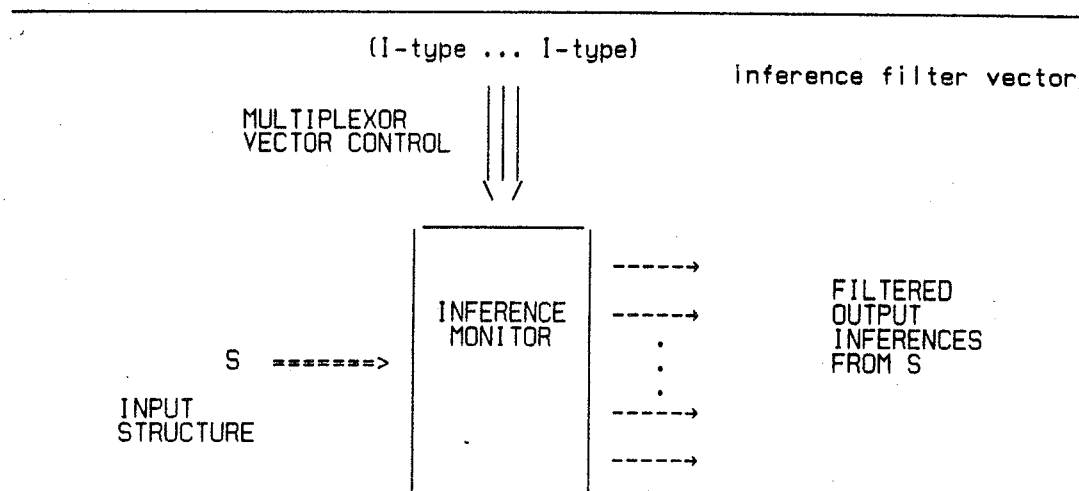 (I-type ... I-type)
inference filter vector
MULTIPLEXOR
VECTOR CONTROL
INFERENCE
MONITOR
FILTERED
OUTPUT
INFERENCES
FROM S
S =======>
INPUT
STRUCTURE